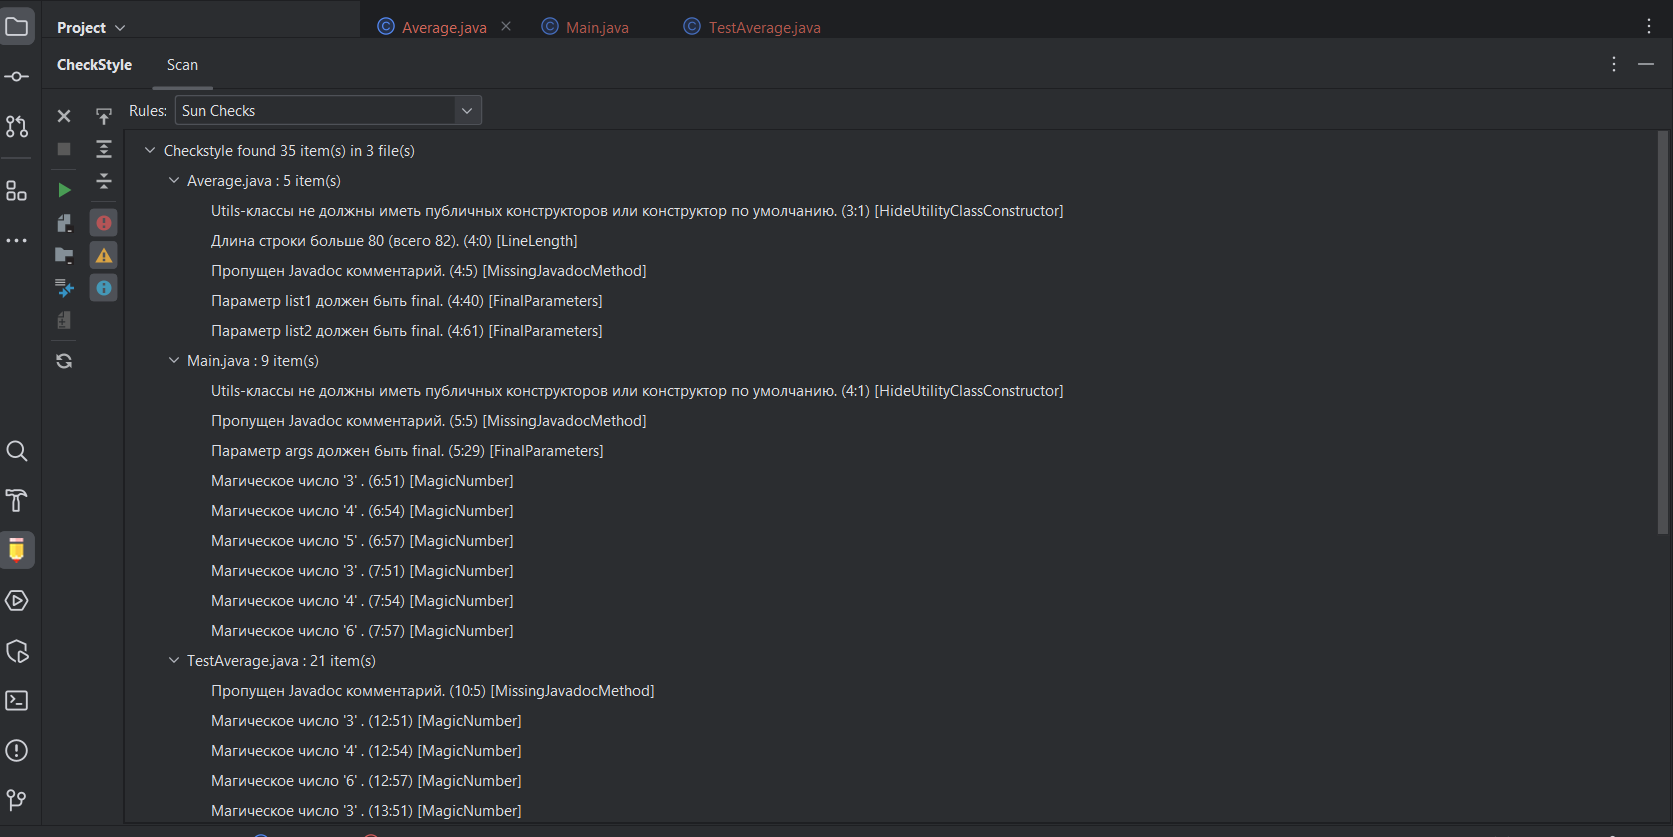 Project
Average.java
Main.java
TestAverage.java
CheckStyle
Scan
Rules:
Sun Checks
Checkstyle found 35 item(s) in 3 file(s)
Average.java : 5 item(s)
Utils-классы не должны иметь публичных конструкторов или конструктор по умолчанию. (3:1) [HideUtilityClassConstructor]
Длина строки больше 80 (всего 82). (4:0) [LineLength]
Пропущен Javadoc комментарий. (4:5) [MissingJavadocMethod]
Параметр list1 должен быть final. (4:40) [FinalParameters]
Параметр list2 должен быть final. (4:61) [FinalParameters]
Main.java : 9 item(s)
Utils-классы не должны иметь публичных конструкторов или конструктор по умолчанию. (4:1) [HideUtilityClassConstructor]
Пропущен Javadoc комментарий. (5:5) [MissingJavadocMethod]
Параметр args должен быть final. (5:29) [FinalParameters]
Магическое число '3' . (6:51) [MagicNumber]
Магическое число '4' . (6:54) [MagicNumber]
Магическое число '5' . (6:57) [MagicNumber]
Магическое число '3' . (7:51) [MagicNumber]
Магическое число '4' . (7:54) [MagicNumber]
Магическое число '6' . (7:57) [MagicNumber]
TestAverage.java : 21 item(s)
Пропущен Javadoc комментарий. (10:5) [MissingJavadocMethod]
Магическое число '3' . (12:51) [MagicNumber]
Магическое число '4' . (12:54) [MagicNumber]
Магическое число '6' . (12:57) [MagicNumber]
Магическое число '3' . (13:51) [MagicNumber]